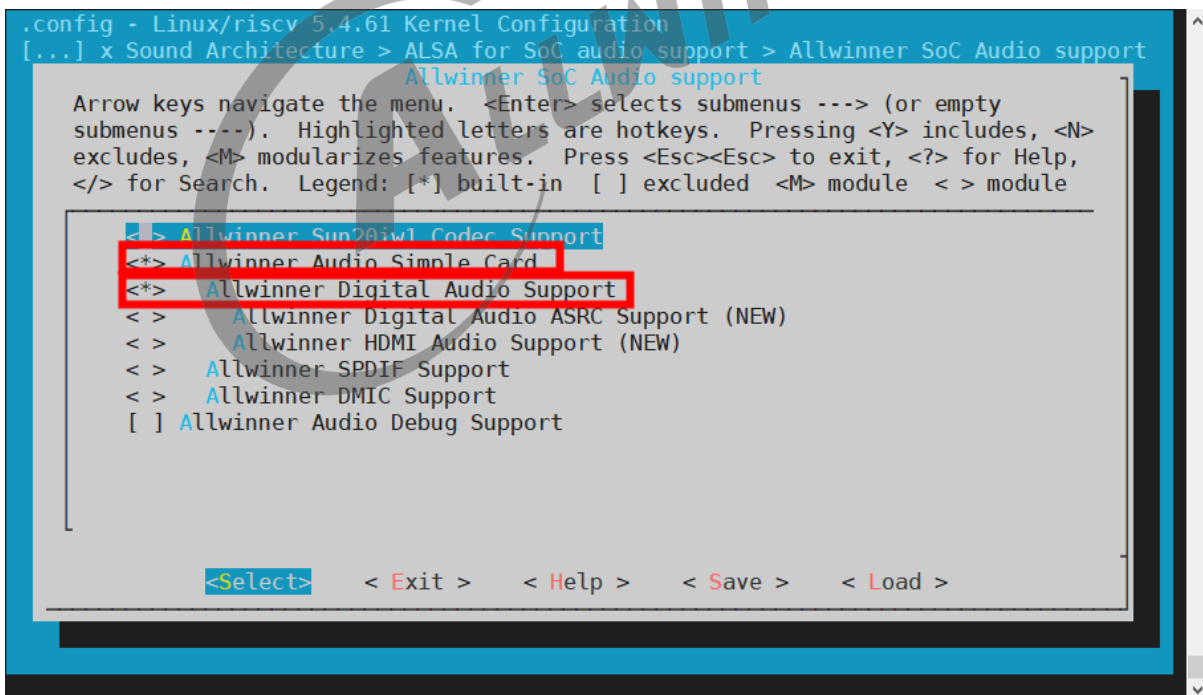 .config - Linux/riscv 5.4.61 Kernel Configuration
[...] x Sound Architecture > ALSA for SoC audio support > Allwinner SoC Audio support
Allwinner SoC Audio support
Arrow keys navigate the menu.  <Enter> selects submenus ---> (or empty
submenus ----).  Highlighted letters are hotkeys.  Pressing <Y> includes, <N>
excludes, <M> modularizes features.  Press <Esc><Esc> to exit, <?> for Help,
</> for Search.  Legend: [*] built-in  [ ] excluded  <M> module  < > module
< > Allwinner Sun20iw1 Codec Support
<*> Allwinner Audio Simple Card
<*>   Allwinner Digital Audio Support
< >     Allwinner Digital Audio ASRC Support (NEW)
< >     Allwinner HDMI Audio Support (NEW)
< >   Allwinner SPDIF Support
< >   Allwinner DMIC Support
[ ] Allwinner Audio Debug Support
<Select>    < Exit >    < Help >    < Save >    < Load >